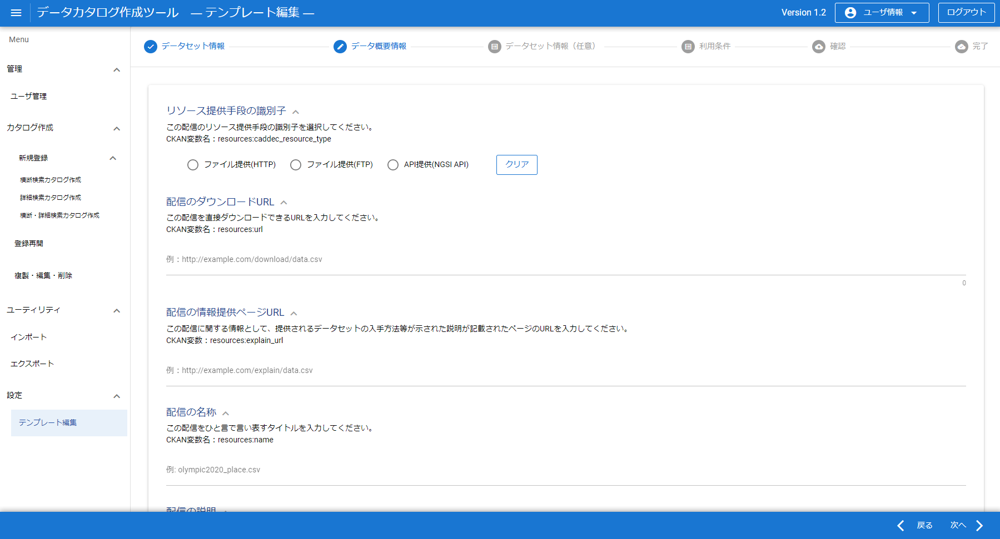 データカタログ作成ツール ― テンプレート編集 ―
Version 1.2
ユーザ情報
ログアウト
Menu
管理
ユーザ管理
カタログ作成
新規登録
横断検索カタログ作成
詳細検索カタログ作成
横断・詳細検索カタログ作成
登録再開
複製・編集・削除
ユーティリティ
インポート
エクスポート
設定
テンプレート編集
データセット情報
データ概要情報
データセット情報（任意）
利用条件
確認
完了
リソース提供手段の識別子
この配信のリソース提供手段の識別子を選択してください。
CKAN変数名：resources:caddec_resource_type
ファイル提供(HTTP)
ファイル提供(FTP)
API提供(NGSI API)
クリア
配信のダウンロードURL
この配信を直接ダウンロードできるURLを入力してください。
CKAN変数名：resources:url
例：http://example.com/download/data.csv
0
配信の情報提供ページURL
この配信に関する情報として、提供されるデータセットの入手方法等が示された説明が記載されたページのURLを入力してください。
CKAN変数：resources:explain_url
例：http://example.com/explain/data.csv
配信の名称
この配信をひと言で言い表すタイトルを入力してください。
CKAN変数名：resources:name
例: olympic2020_place.csv
配信の説明
戻る
次へ